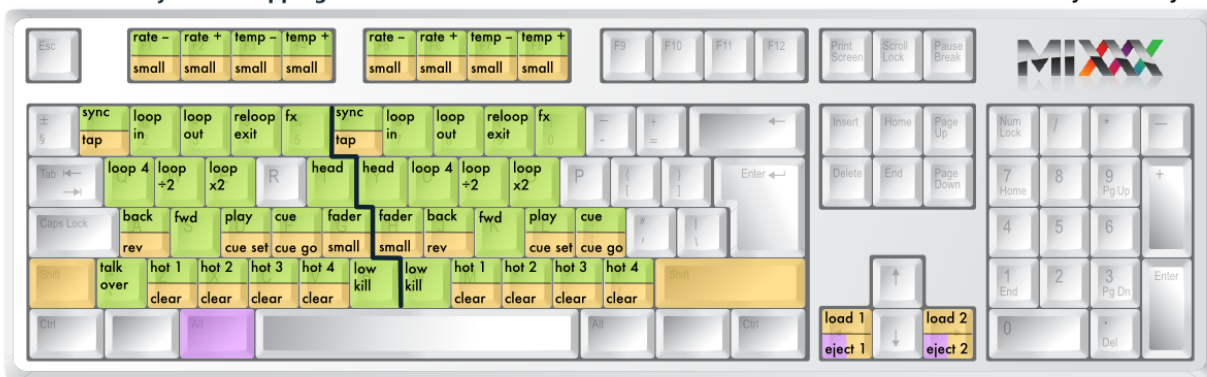 Esc rate – rate + temp – temp + rate – rate + temp – temp + F9 F10 F11 F12 Print Screen Scroll Lock Pause Break MIXXX
small small small small small small small small
± § sync loop in loop out reloop exit fx sync loop in loop out reloop exit fx – - + = ← Insert Home Page Up Num Lock / * —
tap tap
Tab loop 4 loop ÷2 loop x2 R head head loop 4 loop ÷2 loop x2 P { [ } ] Enter Delete End Page Down 7 Home 8 9 Pg Up +
Caps Lock back fwd play cue fader fader back fwd play cue 4 5 6
rev cue set cue go small small rev cue set cue go
Shift talk over hot 1 hot 2 hot 3 hot 4 low kill low kill hot 1 hot 2 hot 3 hot 4 Shift ↑ 1 End 2 3 Pg Dn Enter
clear clear clear clear clear clear clear clear
Ctrl Alt Alt Ctrl load 1 ↓ load 2 0 . Del
eject 1 eject 2